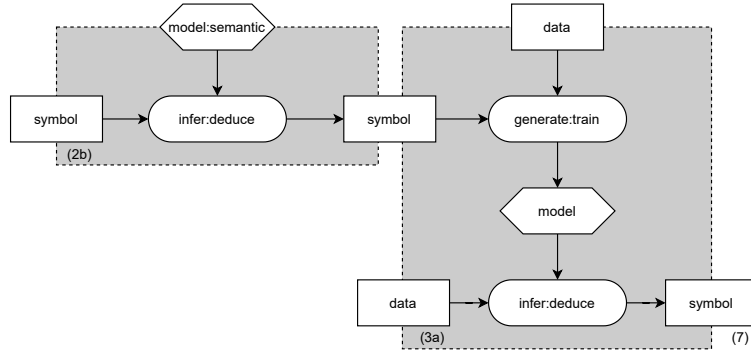 model:semantic
data
symbol
infer:deduce
symbol
generate:train
(2b)
model
data
infer:deduce
symbol
(3a)
(7)